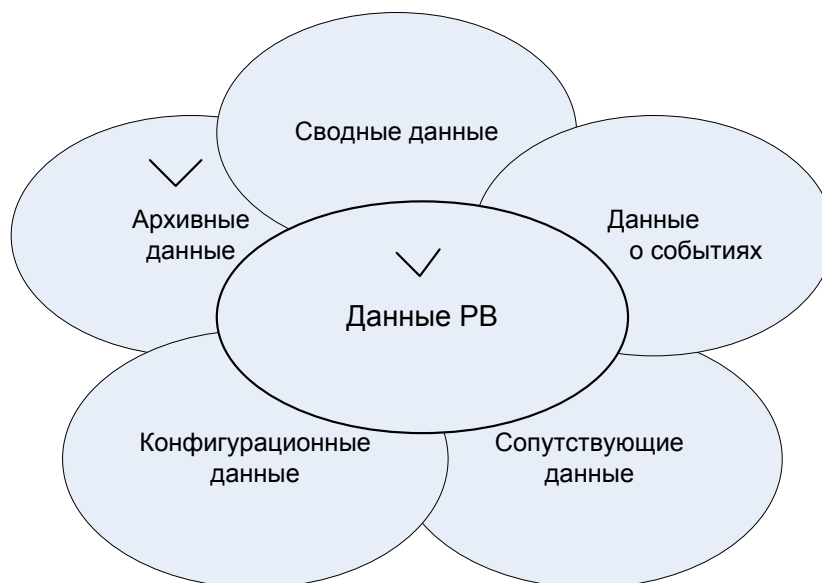 Сводные данные
Архивные
данные
Данные
о событиях
Данные РВ
Конфигурационные
данные
Сопутствующие
данные